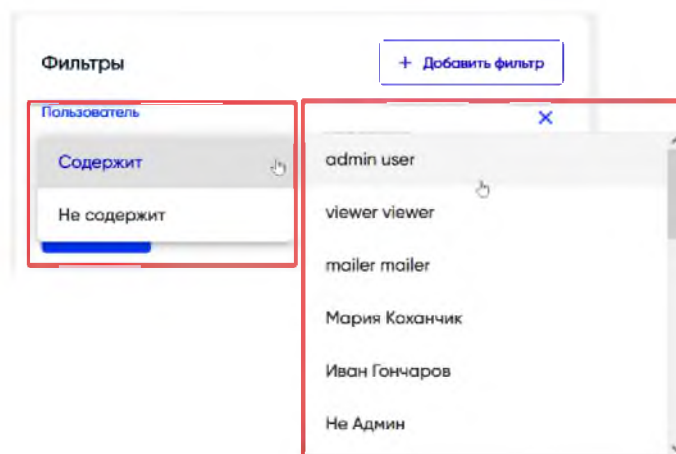 Фильтры
+ Добавить фильтр
Пользователь
Содержит
Не содержит
admin user
viewer viewer
mailer mailer
Мария Коханчик
Иван Гончаров
Не Админ